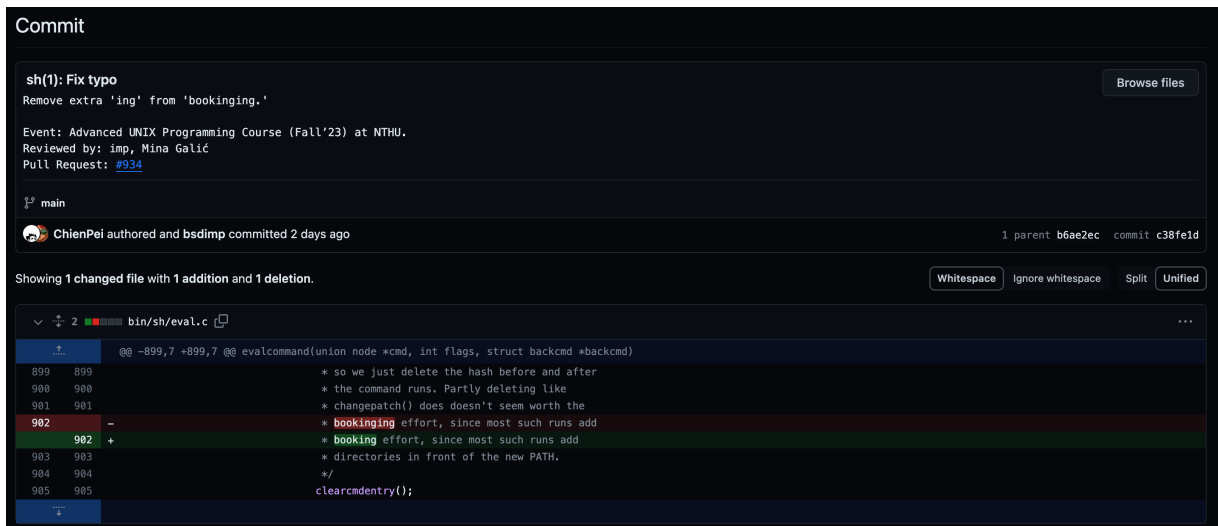 Commit
sh(1): Fix typo
Browse files
Remove extra 'ing' from 'bookinging.'
Event: Advanced UNIX Programming Course (Fall’23) at NTHU.
Reviewed by: imp, Mina Galić
Pull Request: #934
main
ChienPei authored and bsdimp committed 2 days ago
1 parent b6ae2ec commit c38fe1d
Showing 1 changed file with 1 addition and 1 deletion.
Whitespace Ignore whitespace Split Unified
2 bin/sh/eval.c
@@ -899,7 +899,7 @@ evalcommand(union node *cmd, int flags, struct backcmd *backcmd)
899 899 * so we just delete the hash before and after
900 900 * the command runs. Partly deleting like
901 901 * changepatch() does doesn't seem worth the
902 - * bookinging effort, since most such runs add
902 + * booking effort, since most such runs add
903 903 * directories in front of the new PATH.
904 904 */
905 905 clearcmdentry();